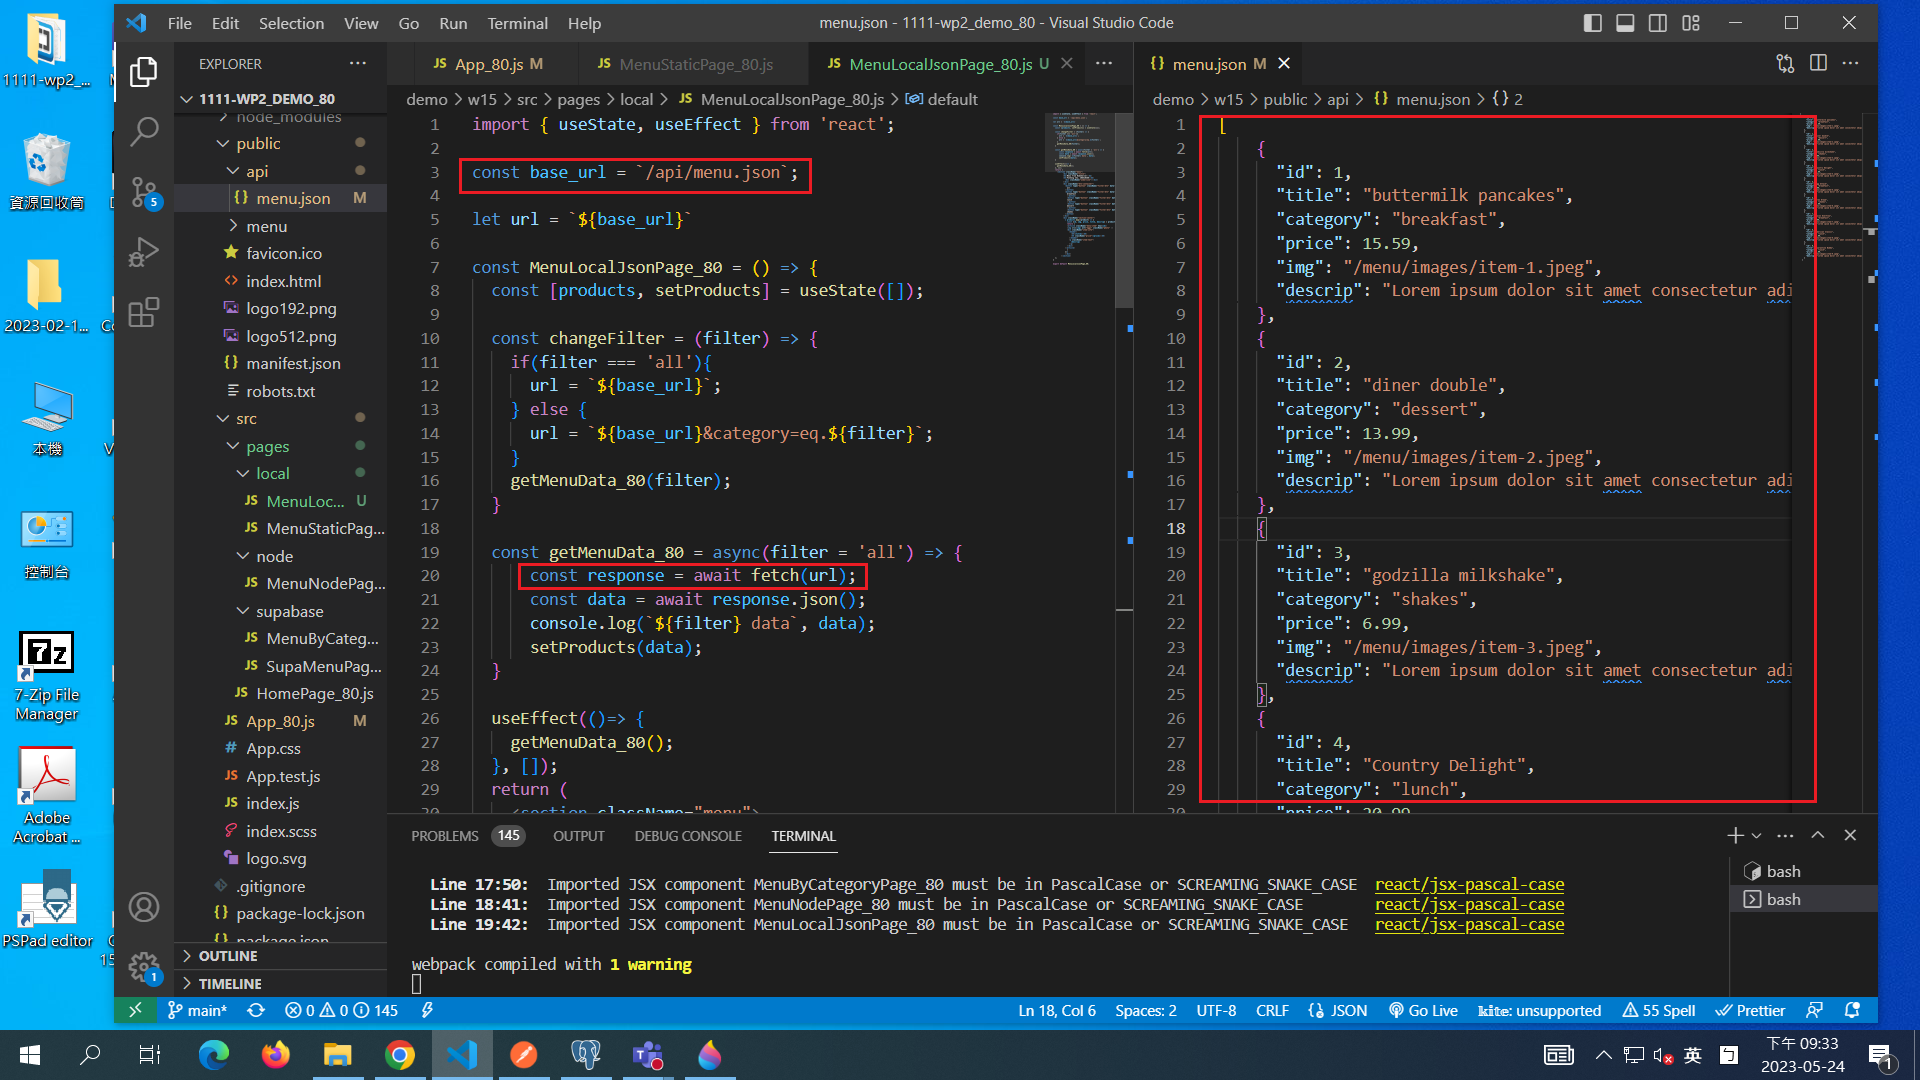 File Edit Selection View Go Run Terminal Help
menu.json - 1111-wp2_demo_80 - Visual Studio Code
1111-wp2_...
資源回收筒
2023-02-1...
本機
控制台
7-Zip File
Manager
Adobe
Acrobat ...
PSPad editor
EXPLORER
1111-WP2_DEMO_80
node_modules
public
api
{} menu.json M
menu
favicon.ico
<> index.html
logo192.png
logo512.png
{} manifest.json
robots.txt
src
pages
local
JS MenuLoc... U
JS MenuStaticPag...
node
JS MenuNodePag...
supabase
JS MenuByCateg...
JS SupaMenuPag...
JS HomePage_80.js
JS App_80.js M
# App.css
JS App.test.js
JS index.js
index.scss
logo.svg
.gitignore
{} package-lock.json
{} package.json
OUTLINE
TIMELINE
JS App_80.js M
JS MenuStaticPage_80.js
JS MenuLocalJsonPage_80.js U
demo > w15 > src > pages > local > JS MenuLocalJsonPage_80.js > default
1 import { useState, useEffect } from 'react';
2
3 const base_url = `/api/menu.json`;
4
5 let url = `${base_url}`
6
7 const MenuLocalJsonPage_80 = () => {
8 const [products, setProducts] = useState([]);
9
10 const changeFilter = (filter) => {
11 if(filter === 'all'){
12 url = `${base_url}`;
13 } else {
14 url = `${base_url}&category=eq.${filter}`;
15 }
16 getMenuData_80(filter);
17 }
18
19 const getMenuData_80 = async(filter = 'all') => {
20 const response = await fetch(url);
21 const data = await response.json();
22 console.log(`${filter} data`, data);
23 setProducts(data);
24 }
25
26 useEffect(()=> {
27 getMenuData_80();
28 }, []);
29 return (
30 <section className="menu">
{} menu.json M
demo > w15 > public > api > {} menu.json > {} 2
1 [
2 {
3 "id": 1,
4 "title": "buttermilk pancakes",
5 "category": "breakfast",
6 "price": 15.59,
7 "img": "/menu/images/item-1.jpeg",
8 "descrip": "Lorem ipsum dolor sit amet consectetur adi
9 },
10 {
11 "id": 2,
12 "title": "diner double",
13 "category": "dessert",
14 "price": 13.99,
15 "img": "/menu/images/item-2.jpeg",
16 "descrip": "Lorem ipsum dolor sit amet consectetur adi
17 },
18 {
19 "id": 3,
20 "title": "godzilla milkshake",
21 "category": "shakes",
22 "price": 6.99,
23 "img": "/menu/images/item-3.jpeg",
24 "descrip": "Lorem ipsum dolor sit amet consectetur adi
25 },
26 {
27 "id": 4,
28 "title": "Country Delight",
29 "category": "lunch",
30 "price": 20.99
PROBLEMS 145 OUTPUT DEBUG CONSOLE TERMINAL
Line 17:50: Imported JSX component MenuByCategoryPage_80 must be in PascalCase or SCREAMING_SNAKE_CASE react/jsx-pascal-case
Line 18:41: Imported JSX component MenuNodePage_80 must be in PascalCase or SCREAMING_SNAKE_CASE react/jsx-pascal-case
Line 19:42: Imported JSX component MenuLocalJsonPage_80 must be in PascalCase or SCREAMING_SNAKE_CASE react/jsx-pascal-case
webpack compiled with 1 warning
bash
bash
5
1
main* 0 0 145 Ln 18, Col 6 Spaces: 2 UTF-8 CRLF {} JSON Go Live kite: unsupported 55 Spell Prettier
英 ㄅ
下午 09:33
2023-05-24
1